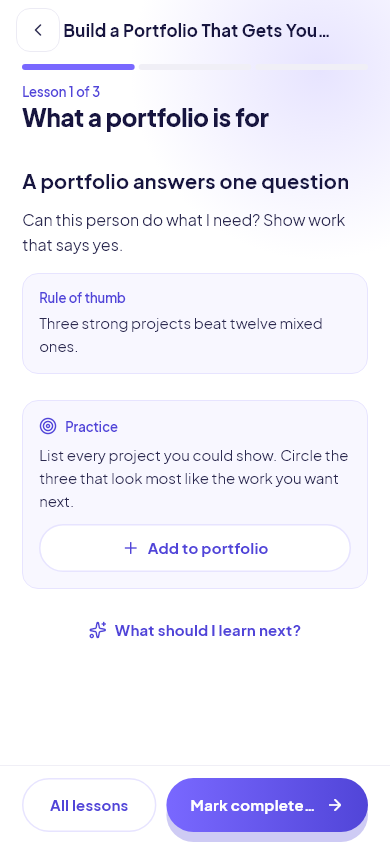 Build a Portfolio That Gets You…
Lesson 1 of 3
What a portfolio is for
A portfolio answers one question
Can this person do what I need? Show work
that says yes.
Rule of thumb
Three strong projects beat twelve mixed
ones.
Practice
List every project you could show. Circle the
three that look most like the work you want
next.
Add to portfolio
What should I learn next?
All lessons
Mark complete…